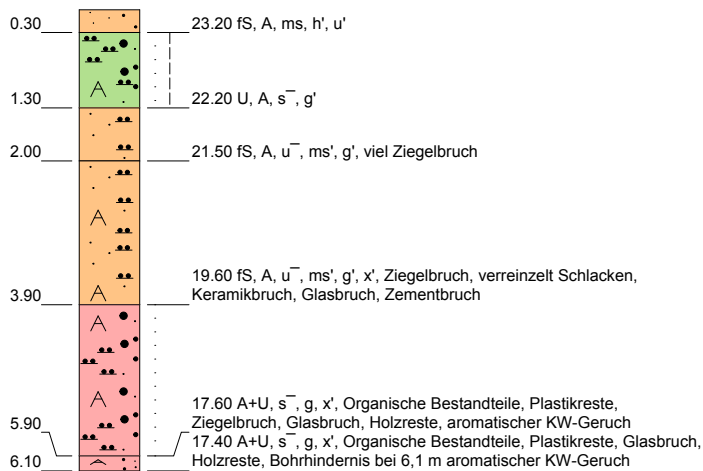 0.30
23.20 fS, A, ms, h', u'
1.30
22.20 U, A, s¯, g'
2.00
21.50 fS, A, u¯, ms', g', viel Ziegelbruch
3.90
19.60 fS, A, u¯, ms', g', x', Ziegelbruch, verreinzelt Schlacken,
Keramikbruch, Glasbruch, Zementbruch
5.90
17.60 A+U, s¯, g, x', Organische Bestandteile, Plastikreste,
Ziegelbruch, Glasbruch, Holzreste, aromatischer KW-Geruch
6.10
17.40 A+U, s¯, g, x', Organische Bestandteile, Plastikreste, Glasbruch,
Holzreste, Bohrhindernis bei 6,1 m aromatischer KW-Geruch
A
A
A
A
A
A